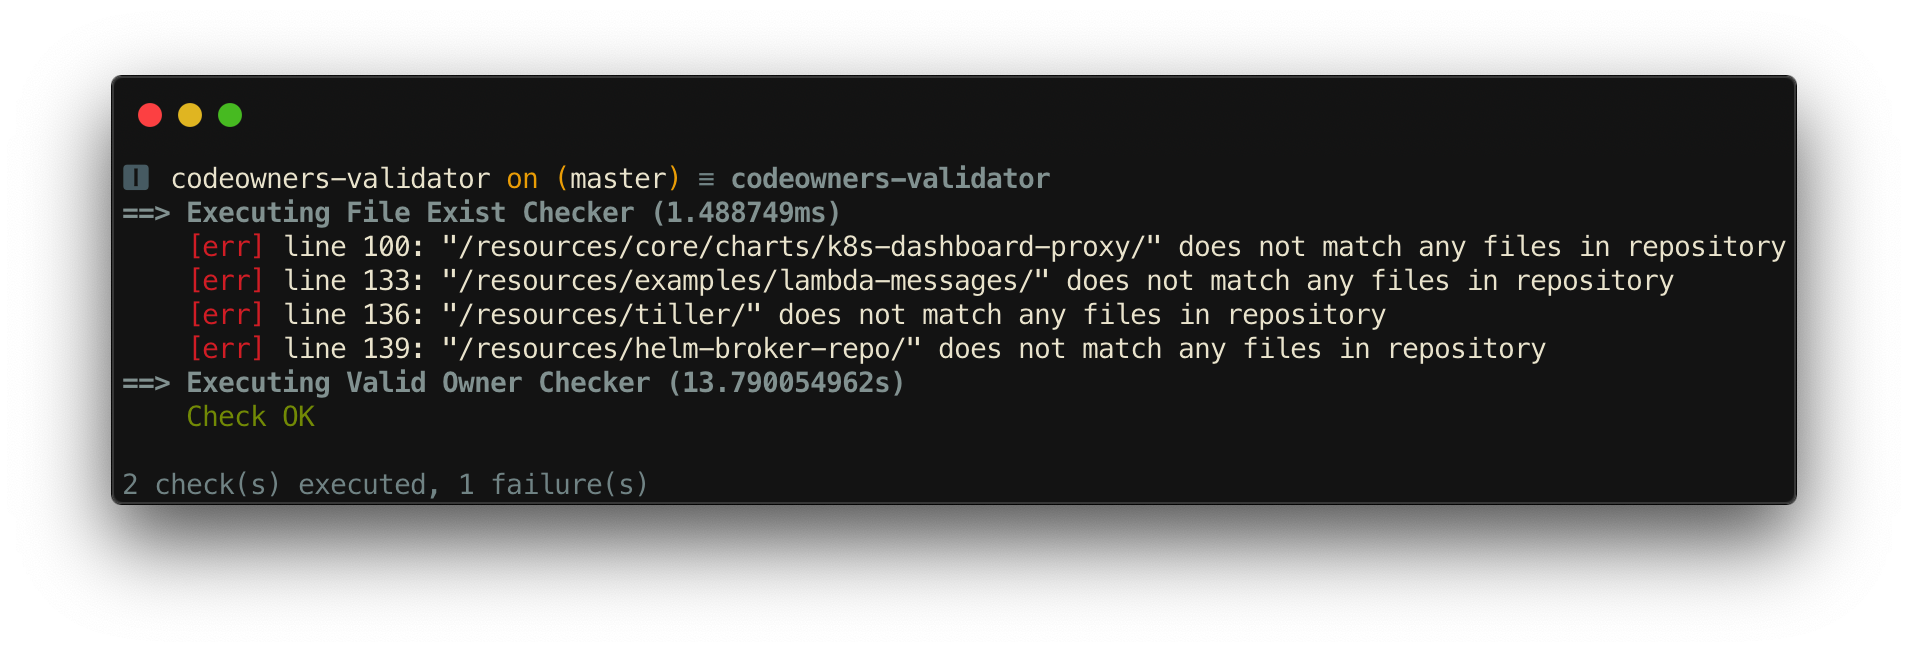 codeowners-validator on (master) ≡ codeowners-validator
==> Executing File Exist Checker (1.488749ms)
    [err] line 100: "/resources/core/charts/k8s-dashboard-proxy/" does not match any files in repository
    [err] line 133: "/resources/examples/lambda-messages/" does not match any files in repository
    [err] line 136: "/resources/tiller/" does not match any files in repository
    [err] line 139: "/resources/helm-broker-repo/" does not match any files in repository
==> Executing Valid Owner Checker (13.790054962s)
    Check OK
2 check(s) executed, 1 failure(s)